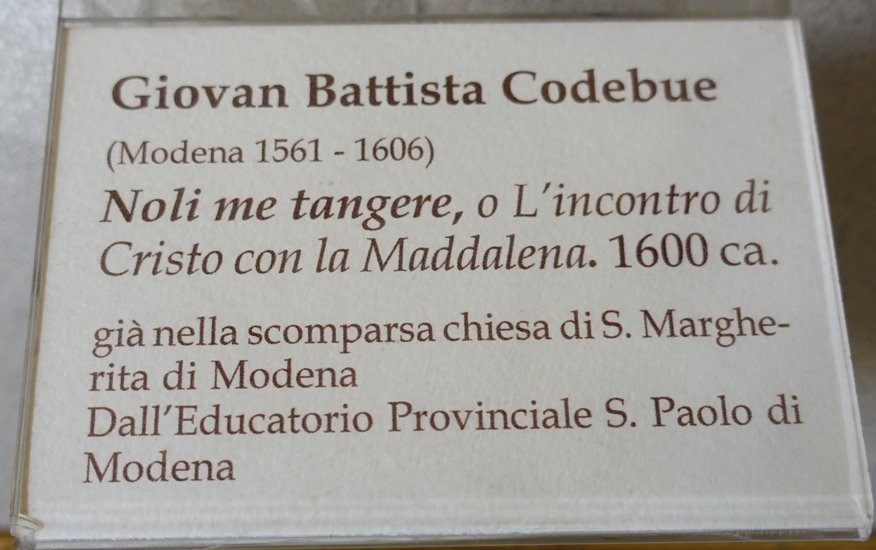 Giovan Battista Codebue
(Modena 1561 - 1606)
Noli me tangere, o L'incontro di
Cristo con la Maddalena. 1600 ca.
già nella scomparsa chiesa di S. Marghe-
rita di Modena
Dall'Educatorio Provinciale S. Paolo di
Modena